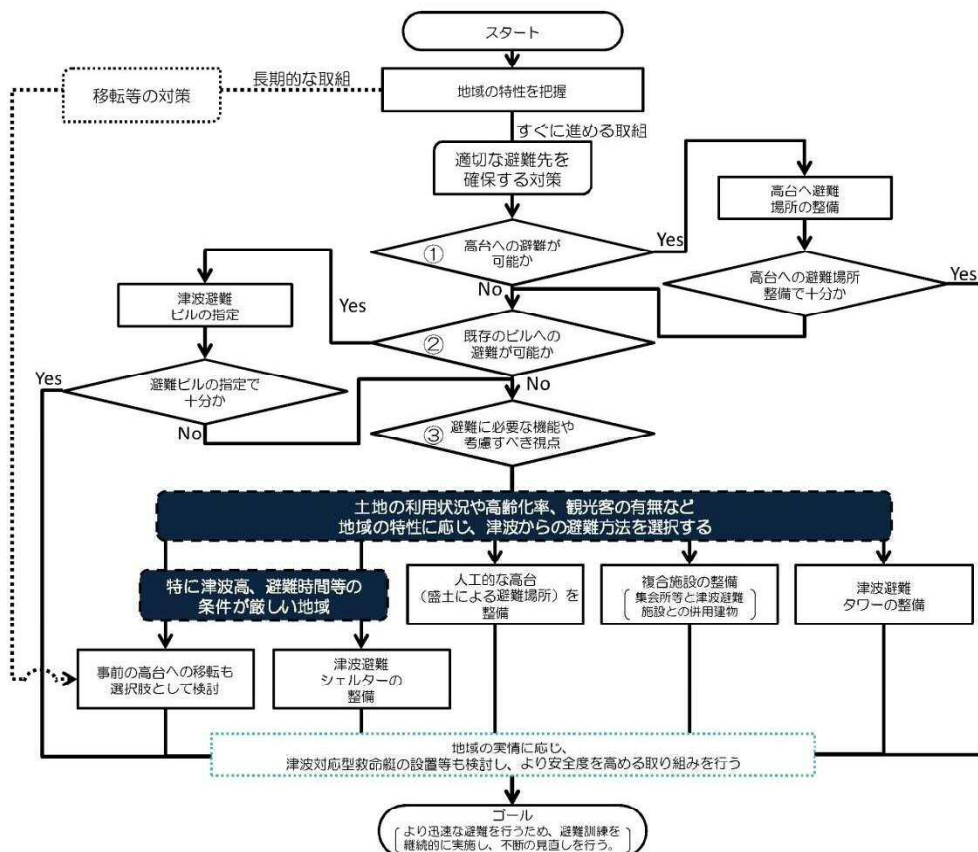 スタート
移転等の対策
長期的な取組
地域の特性を把握
すぐに進める取組
適切な避難先を
確保する対策
高台へ避難
場所の整備
① 高台への避難が
可能か
Yes
No
高台への避難場所
整備で十分か
Yes
津波避難
ビルの指定
Yes
② 既存のビルへの
避難が可能か
No
Yes
避難ビルの指定で
十分か
No
③ 避難に必要な機能や
考慮すべき視点
土地の利用状況や高齢化率、観光客の有無など
地域の特性に応じ、津波からの避難方法を選択する
特に津波高、避難時間等の
条件が厳しい地域
人工的な高台
(盛土による避難場所)を
整備
複合施設の整備
集会所等と津波避難
施設との併用建物
津波避難
タワーの整備
事前の高台への移転も
選択肢として検討
津波避難
シェルターの
整備
地域の実情に応じ、
津波対応型救命艇の設置等も検討し、より安全度を高める取り組みを行う
ゴール
より迅速な避難を行うため、避難訓練を
継続的に実施し、不断の見直しを行う。